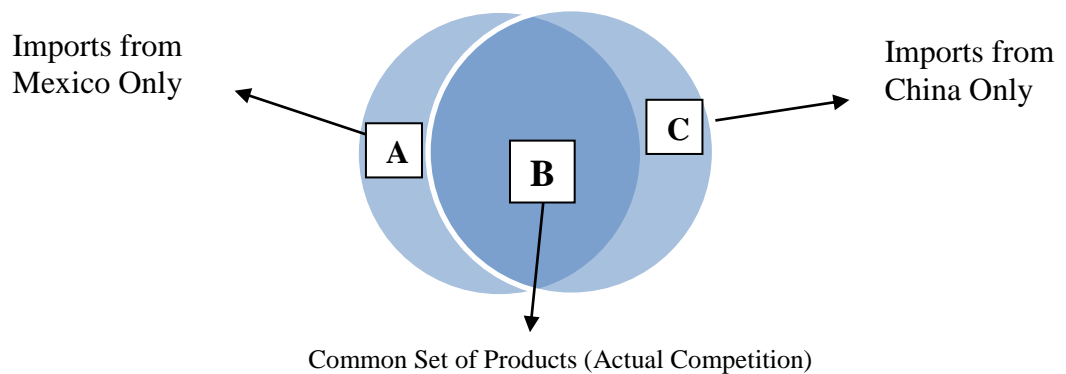 Imports from
Mexico Only
Imports from
China Only
A
C
B
Common Set of Products (Actual Competition)